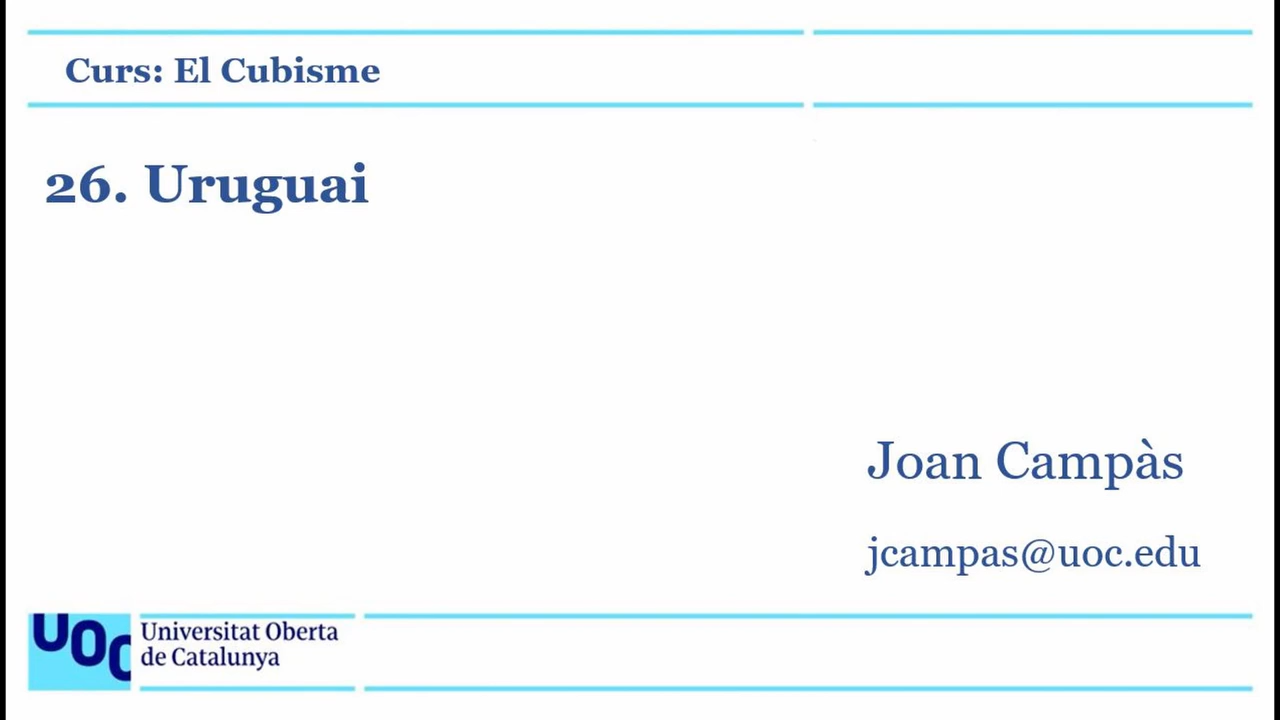 Curs: El Cubisme
26. Uruguai
Joan Campàs
jcampas@uoc.edu
UOC
Universitat Oberta
de Catalunya